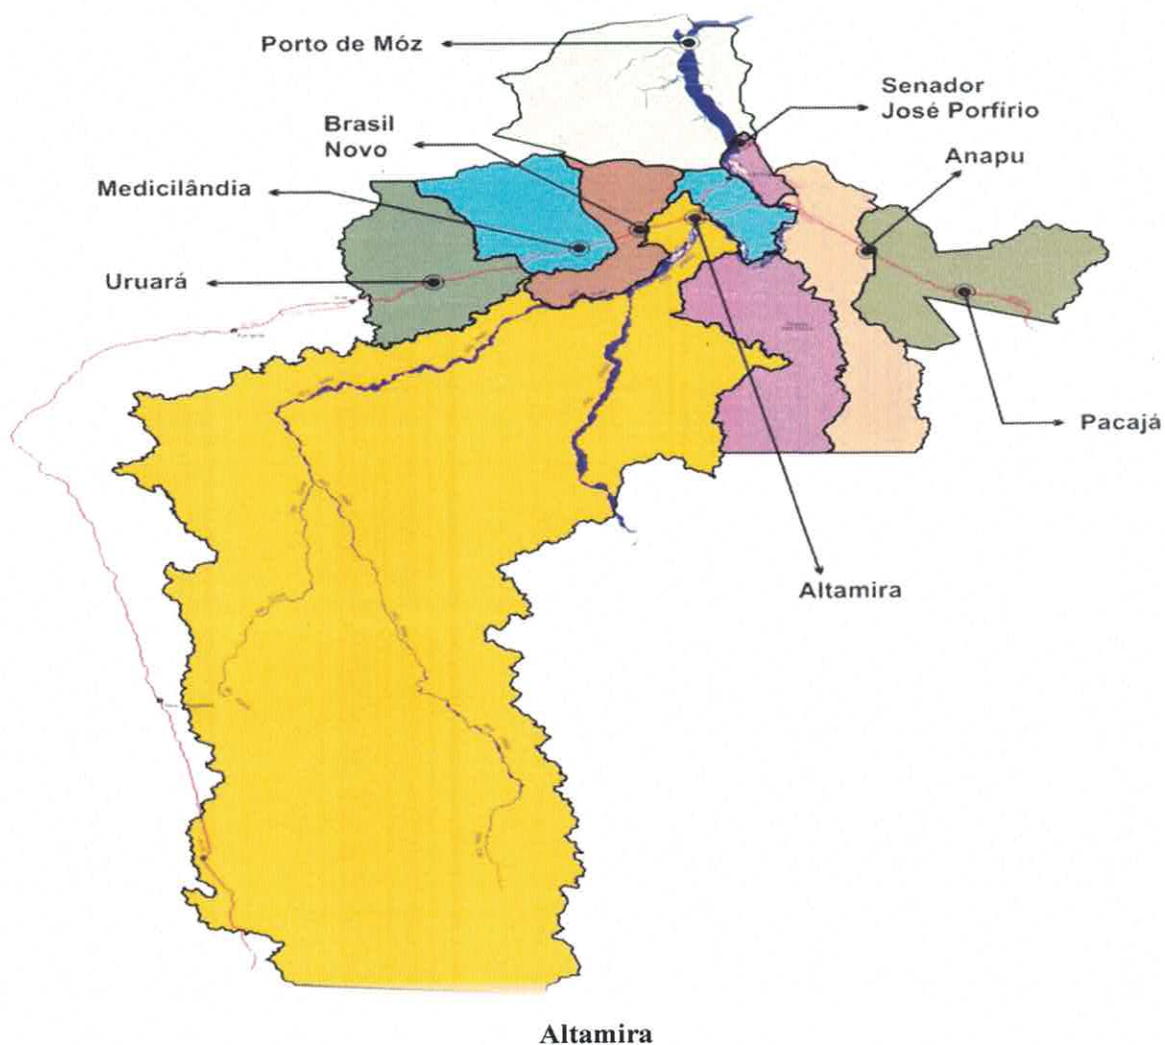 Porto de Móz
Senador
José Porfírio
Brasil
Novo
Anapu
Medicilândia
Uruará
Pacajá
Altamira
Altamira